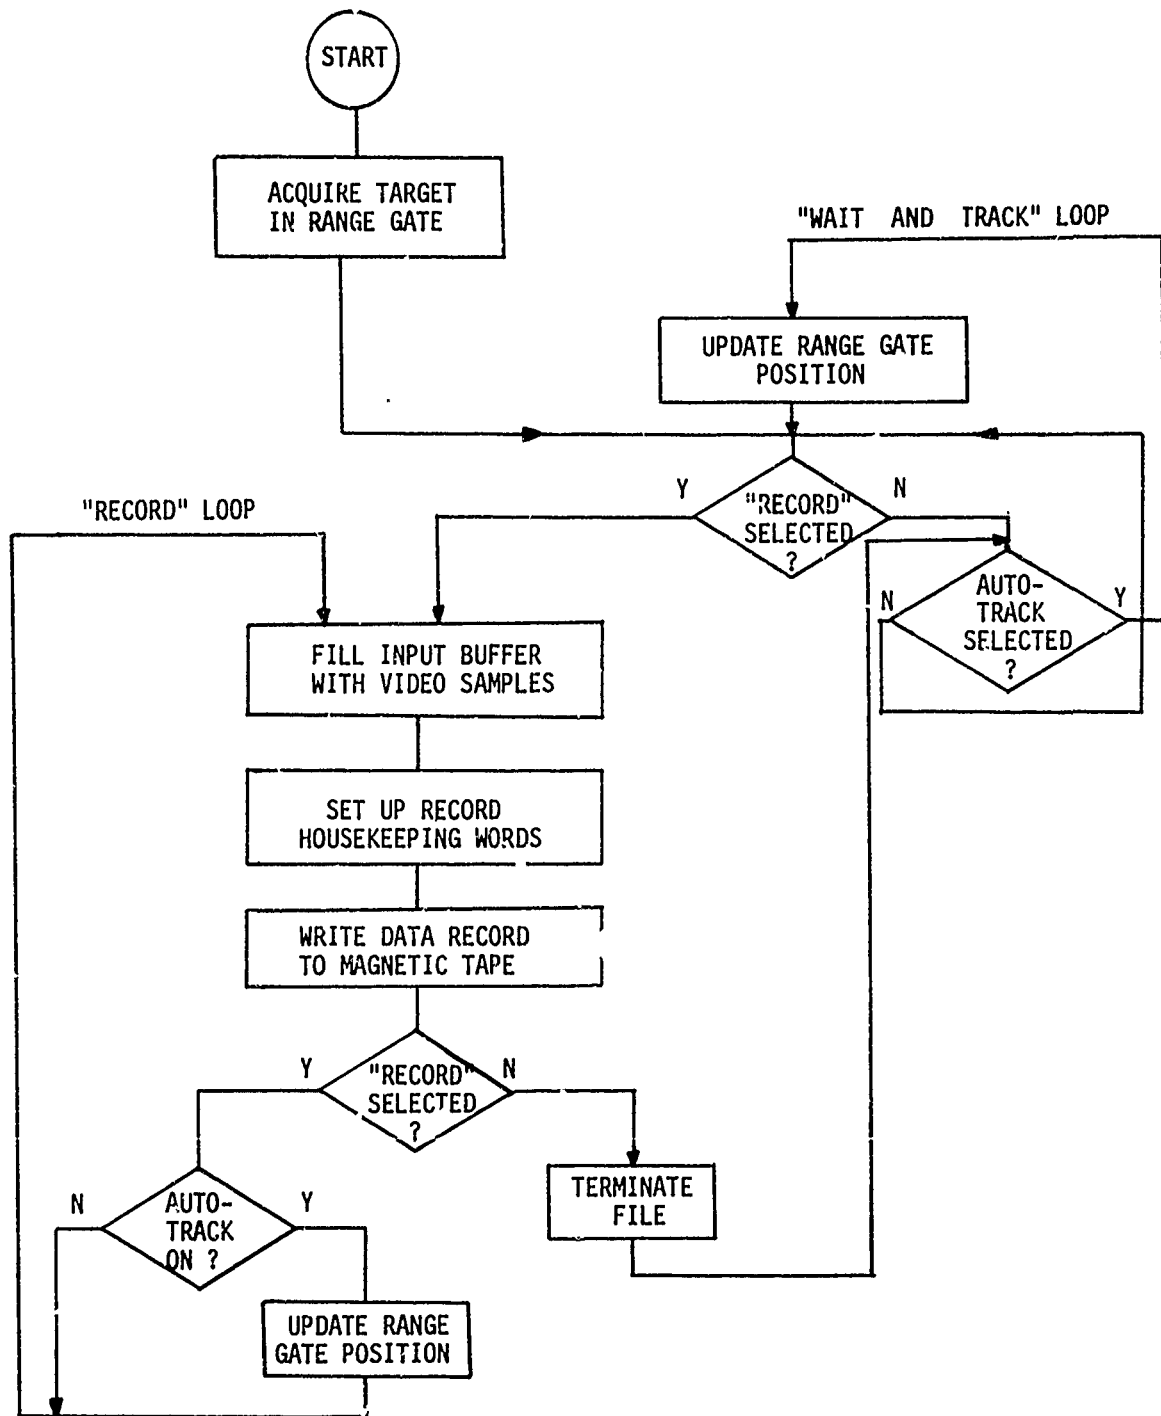 START
ACQUIRE TARGET
IN RANGE GATE
"WAIT AND TRACK" LOOP
UPDATE RANGE GATE
POSITION
Y
"RECORD"
SELECTED
?
N
"RECORD" LOOP
N
AUTO-
TRACK
SELECTED
?
Y
FILL INPUT BUFFER
WITH VIDEO SAMPLES
SET UP RECORD
HOUSEKEEPING WORDS
WRITE DATA RECORD
TO MAGNETIC TAPE
Y
"RECORD"
SELECTED
?
N
TERMINATE
FILE
N
AUTO-
TRACK
ON ?
Y
UPDATE RANGE
GATE POSITION